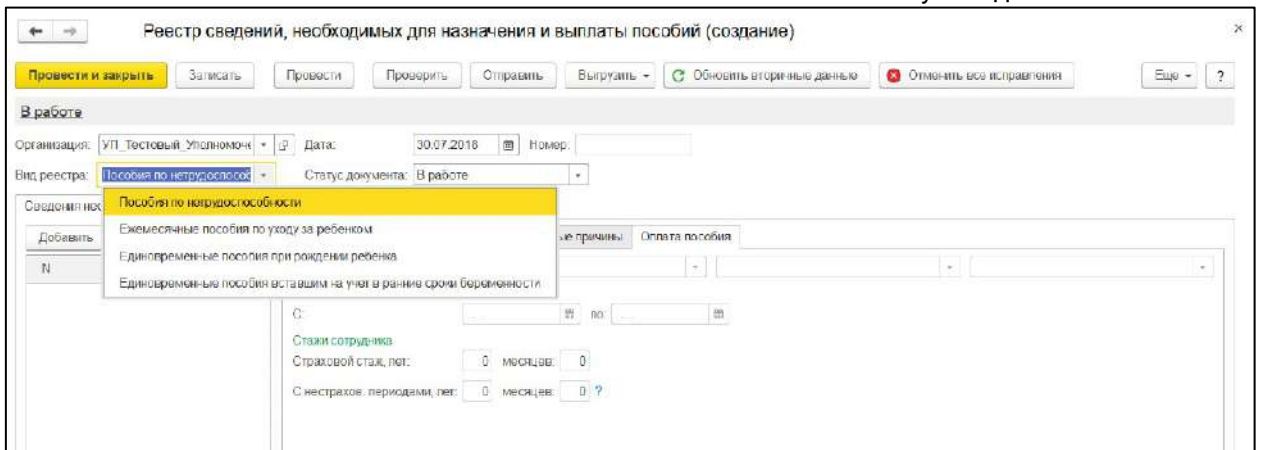 Реестр сведений, необходимых для назначения и выплаты пособий (создание)
Провести и закрыть Записать Провести Проверить Отправить Выгрузить Обновить вторичные данные Отменить все исправления Еще ?
В работе
Организация: УП_Тестовый_Уполномоч Дата: 30.07.2018 Номер:
Вид реестра: Пособия по нетрудоспособ Статус документа: В работе
Сведения нес
Пособия по нетрудоспособности
Ежемесячные пособия по уходу за ребенком
Единовременные пособия при рождении ребенка
Единовременные пособия вставшим на учет в ранние сроки беременности
Добавить ые причины Оплата пособия
N
С: по:
Стажи сотрудника
Страховой стаж, лет: 0 месяцев: 0
С нестрахов. периодами, лет: 0 месяцев: 0 ?